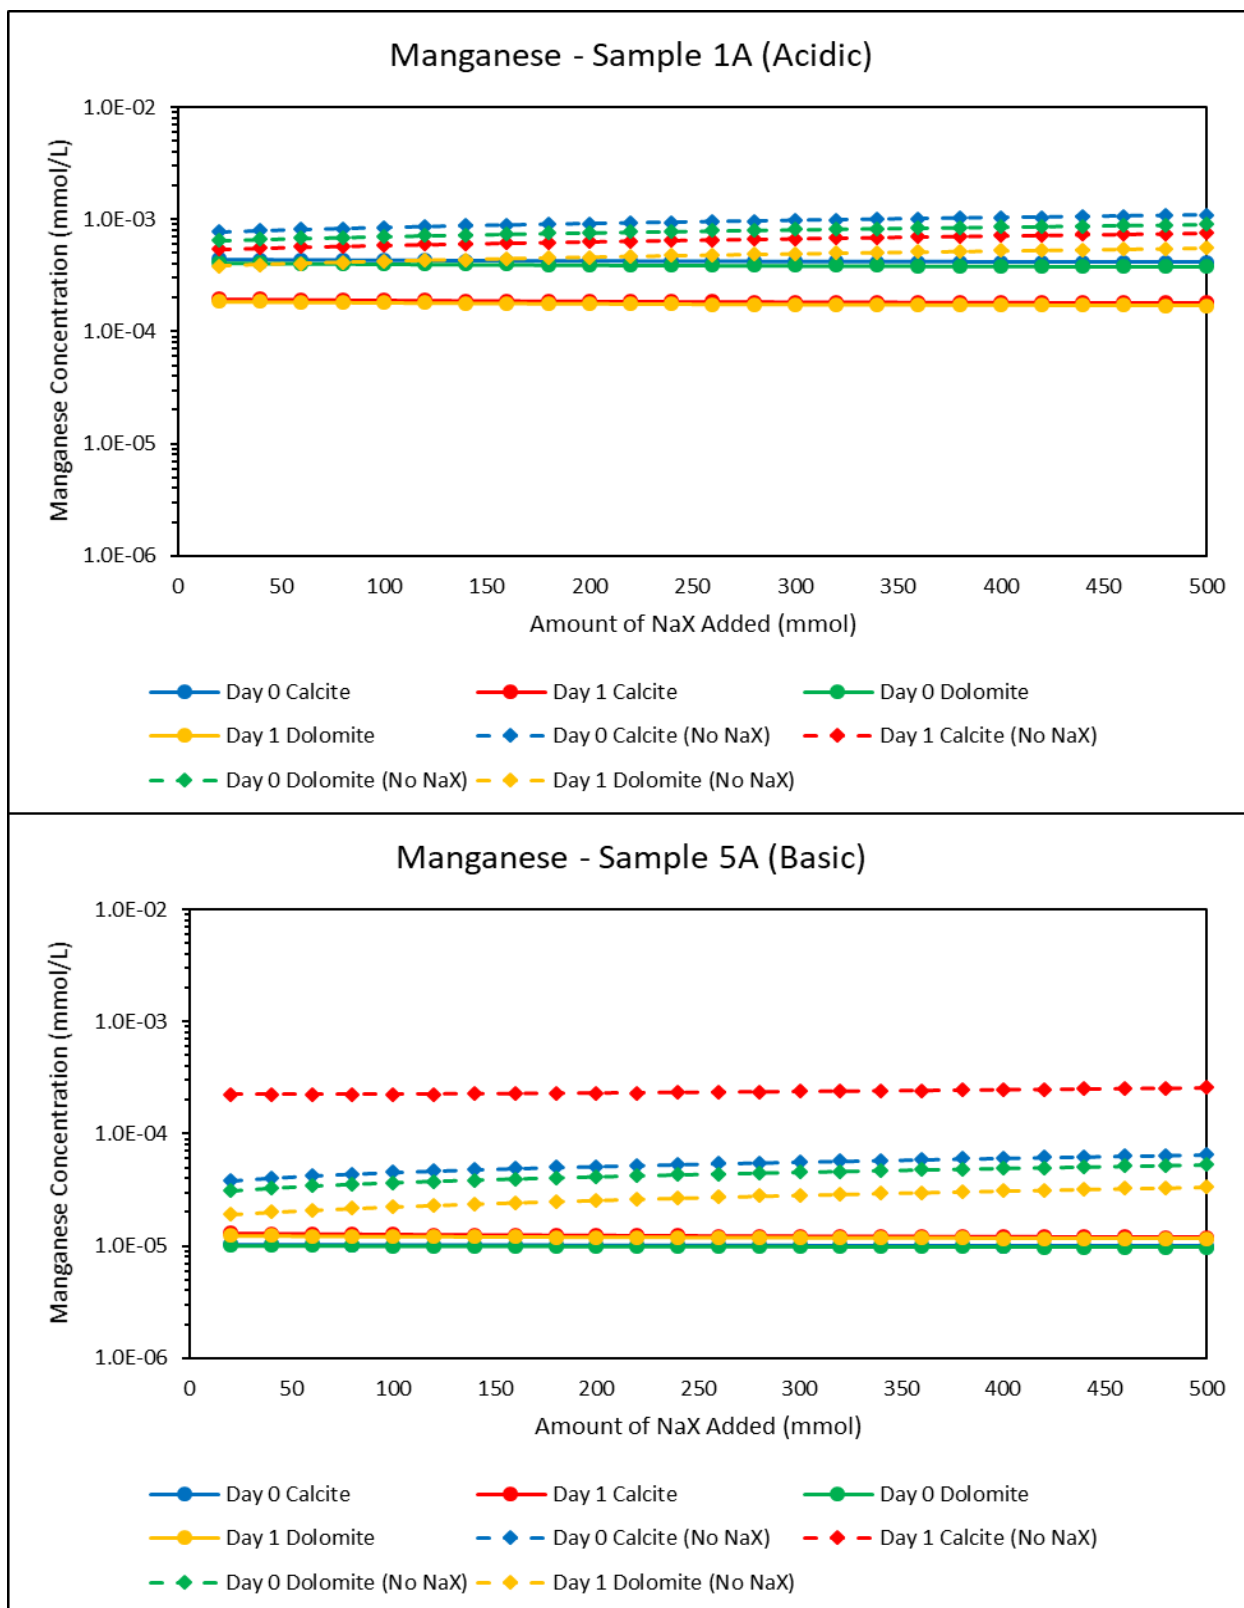 Manganese - Sample 1A (Acidic)
Manganese Concentration (mmol/L)
1.0E-02
1.0E-03
1.0E-04
1.0E-05
1.0E-06
0 50 100 150 200 250 300 350 400 450 500
Amount of NaX Added (mmol)
Day 0 Calcite Day 1 Calcite Day 0 Dolomite
Day 1 Dolomite Day 0 Calcite (No NaX) Day 1 Calcite (No NaX)
Day 0 Dolomite (No NaX) Day 1 Dolomite (No NaX)
Manganese - Sample 5A (Basic)
Manganese Concentration (mmol/L)
1.0E-02
1.0E-03
1.0E-04
1.0E-05
1.0E-06
0 50 100 150 200 250 300 350 400 450 500
Amount of NaX Added (mmol)
Day 0 Calcite Day 1 Calcite Day 0 Dolomite
Day 1 Dolomite Day 0 Calcite (No NaX) Day 1 Calcite (No NaX)
Day 0 Dolomite (No NaX) Day 1 Dolomite (No NaX)